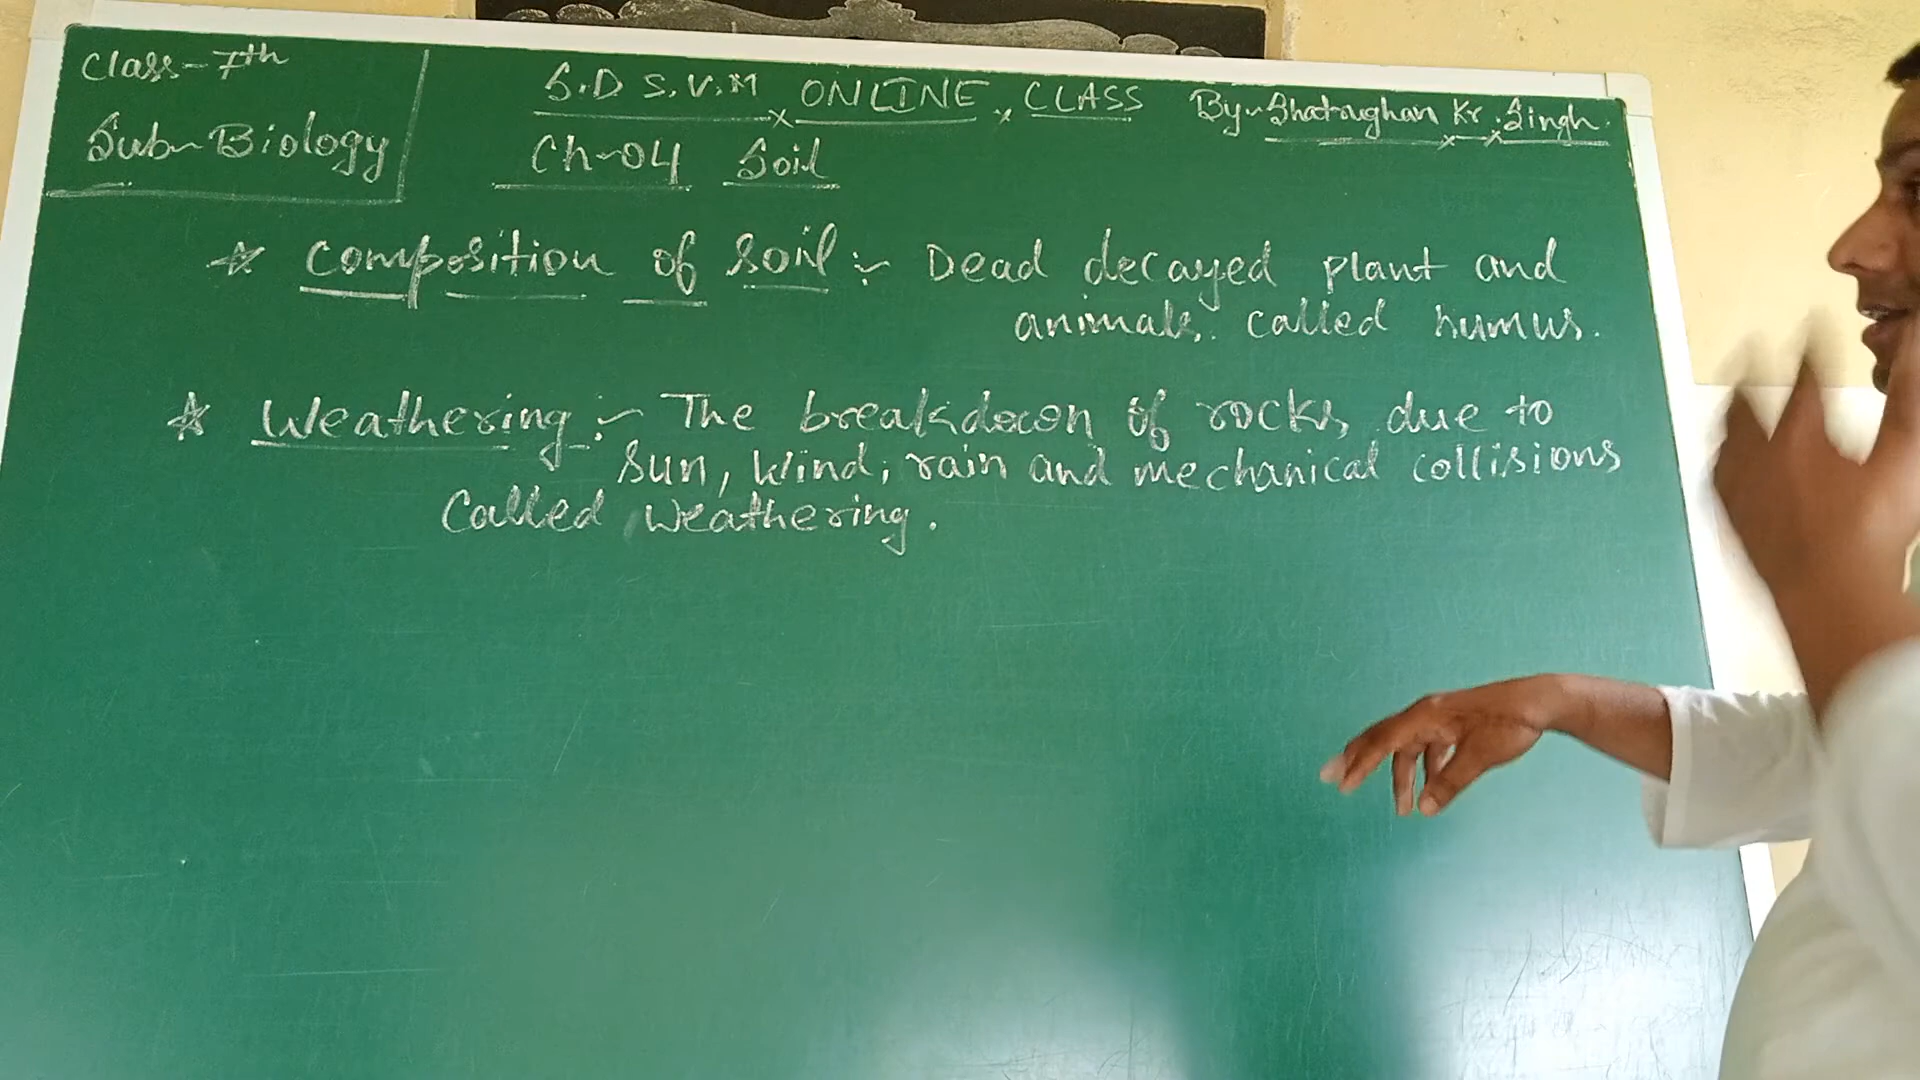 Class - 7th
Sub- Biology
S.D S.V.M x ONLINE x CLASS
By- Shatrughan Kr. Singh.
Ch-04 Soil
* Composition of Soil :- Dead decayed plant and
animals. called humus.
* Weathering :- The breakdown of rocks, due to
Sun, Wind, rain and mechanical collisions
Called Weathering.